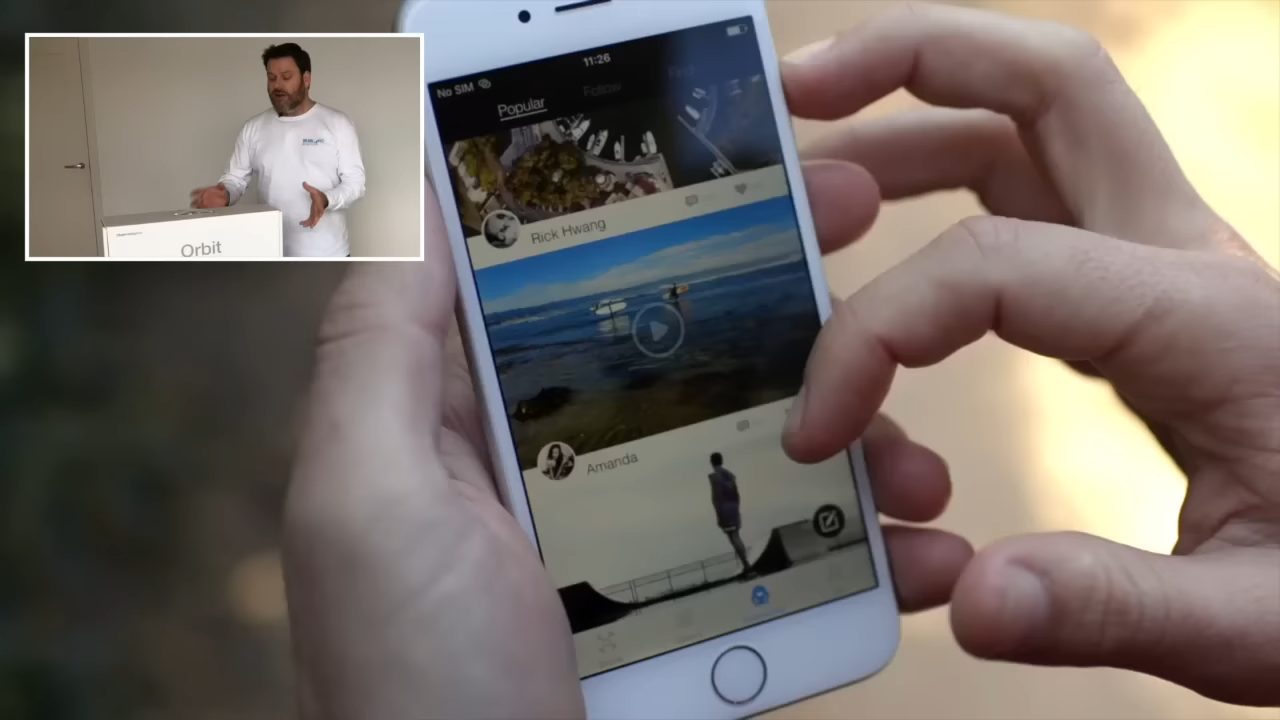 Orbit
No SIM
11:26
Popular
Follow
Rick Hwang
Amanda